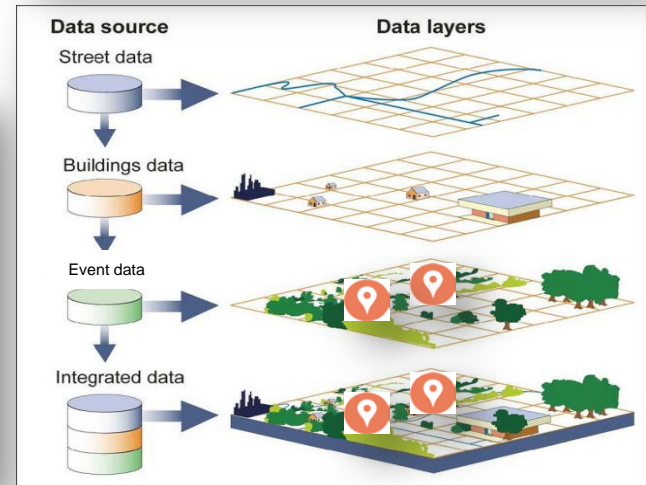 Data source
Data layers
Street data
Buildings data
Event data
Integrated data